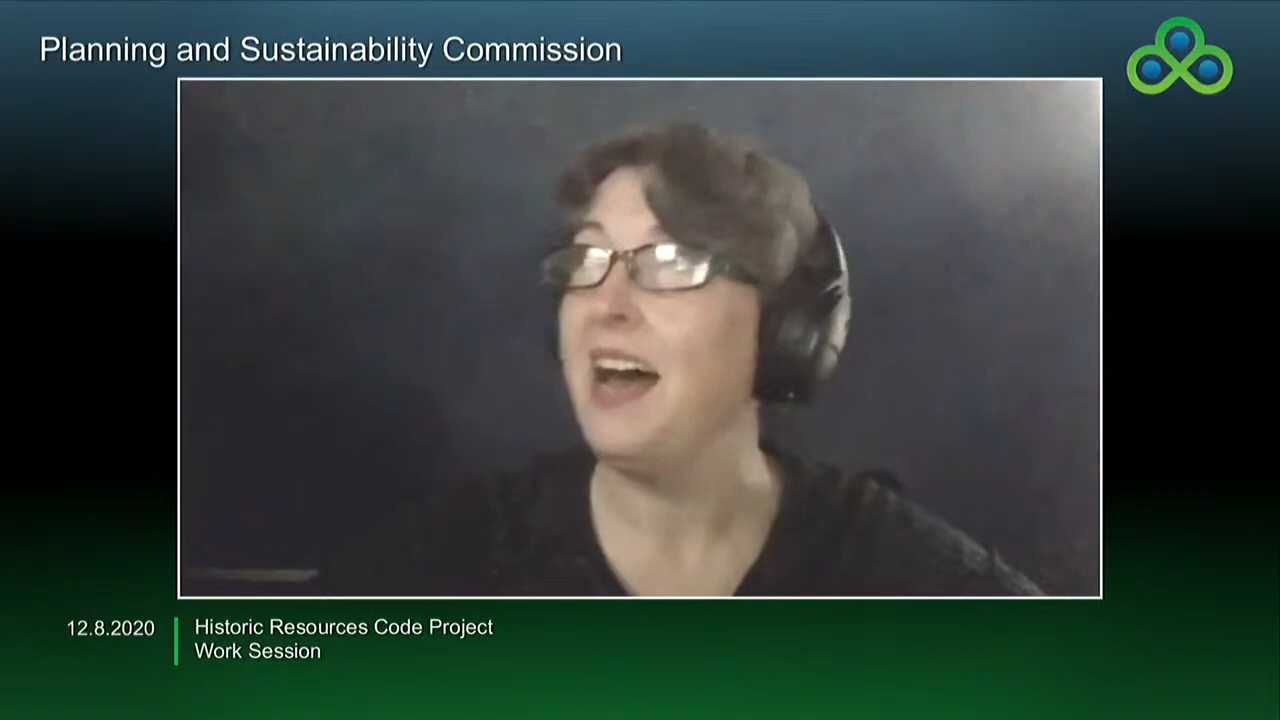 Planning and Sustainability Commission
12.8.2020
Historic Resources Code Project
Work Session